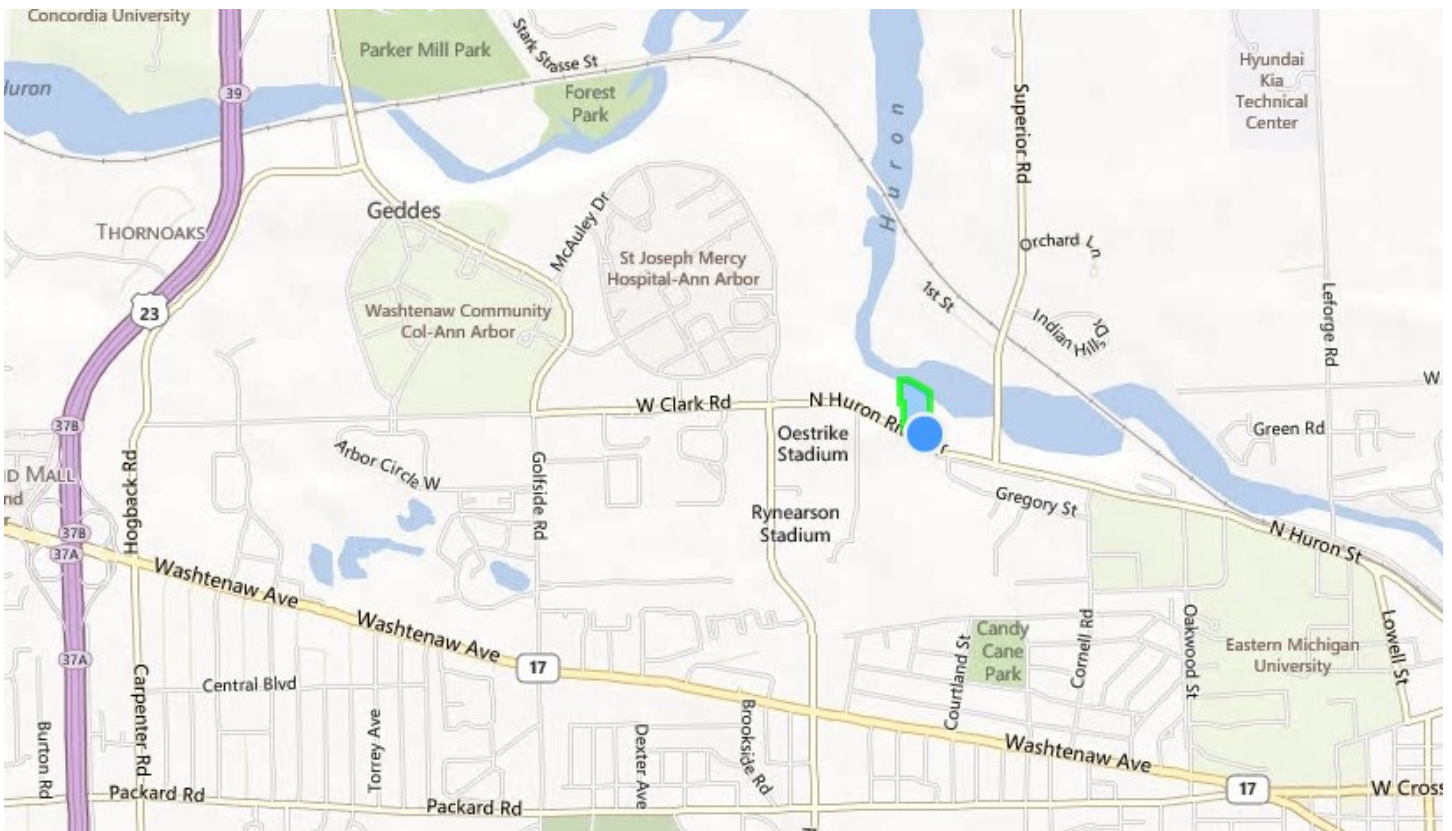 Concordia University
Parker Mill Park
Stark Strasse St
Forest
Park
Huron
Superior Rd
Hyundai
Kia
Technical
Center
39
Geddes
McAuley Dr
THORNOAKS
St Joseph Mercy
Hospital-Ann Arbor
Orchard Ln
1st St
Indian Hills Dr
Leforge Rd
23
Washtenaw Community
Col-Ann Arbor
W
W Clark Rd
N Huron
37B
Oestrike
Stadium
Green Rd
Arbor Circle W
Hogback Rd
Golfside Rd
Gregory St
Rynearson
Stadium
37B
37A
N Huron St
Washtenaw Ave
Washtenaw Ave
17
Candy
Cane
Park
Courtland St
Cornell Rd
Oakwood St
Eastern Michigan
University
Lowell St
37A
Carpenter Rd
Central Blvd
Burton Rd
Torrey Ave
Dexter Ave
Brookside Rd
Washtenaw Ave
17
W Cross
Packard Rd
Packard Rd